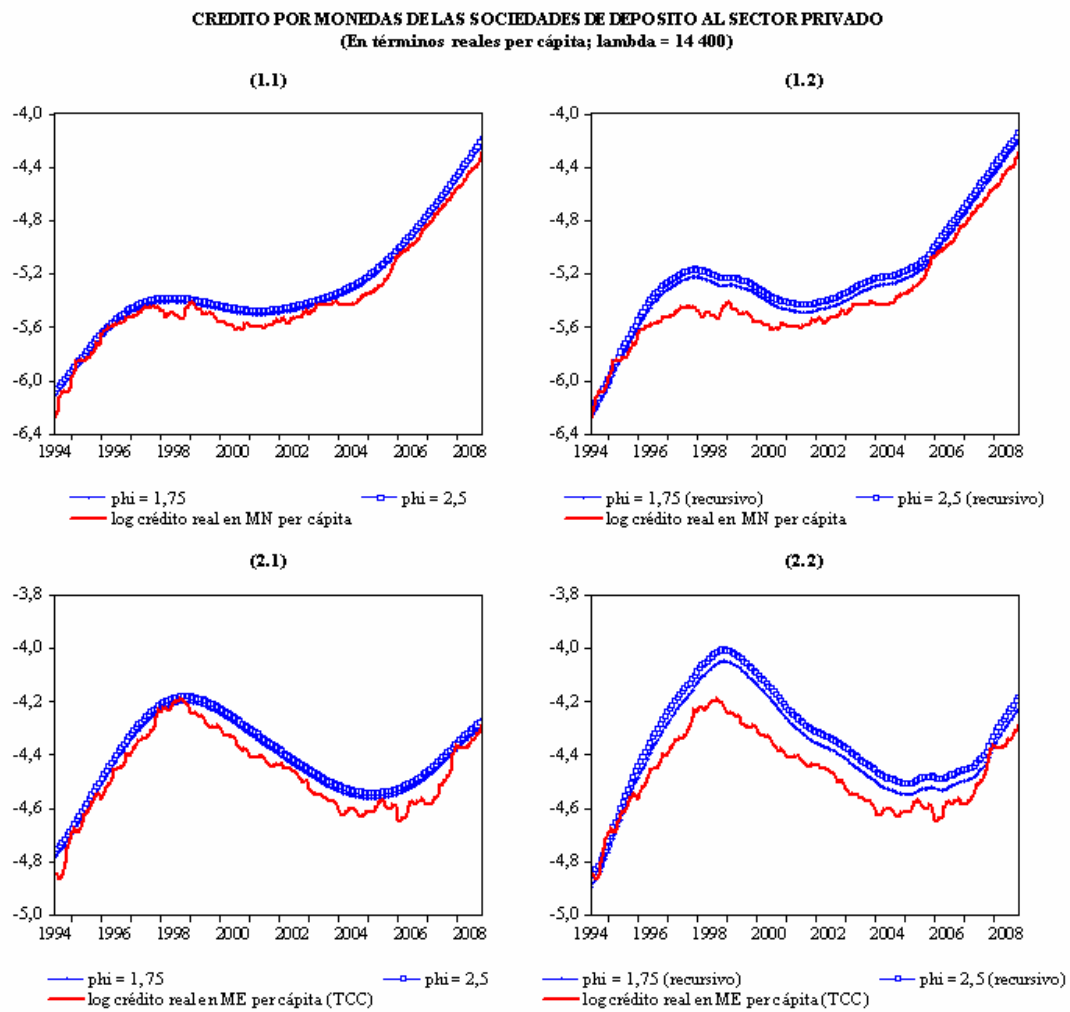 CREDITO POR MONEDAS DE LAS SOCIEDADES DE DEPOSITO AL SECTOR PRIVADO
(En términos reales per cápita; lambda = 14 400)
(1.1)
-4,0
-4,4
-4,8
-5,2
-5,6
-6,0
-6,4
1994 1996 1998 2000 2002 2004 2006 2008
phi = 1,75
phi = 2,5
log crédito real en MN per cápita
(1.2)
-4,0
-4,4
-4,8
-5,2
-5,6
-6,0
-6,4
1994 1996 1998 2000 2002 2004 2006 2008
phi = 1,75 (recursivo)
phi = 2,5 (recursivo)
log crédito real en MN per cápita
(2.1)
-3,8
-4,0
-4,2
-4,4
-4,6
-4,8
-5,0
1994 1996 1998 2000 2002 2004 2006 2008
phi = 1,75
phi = 2,5
log crédito real en ME per cápita (TCC)
(2.2)
-3,8
-4,0
-4,2
-4,4
-4,6
-4,8
-5,0
1994 1996 1998 2000 2002 2004 2006 2008
phi = 1,75 (recursivo)
phi = 2,5 (recursivo)
log crédito real en ME per cápita (TCC)